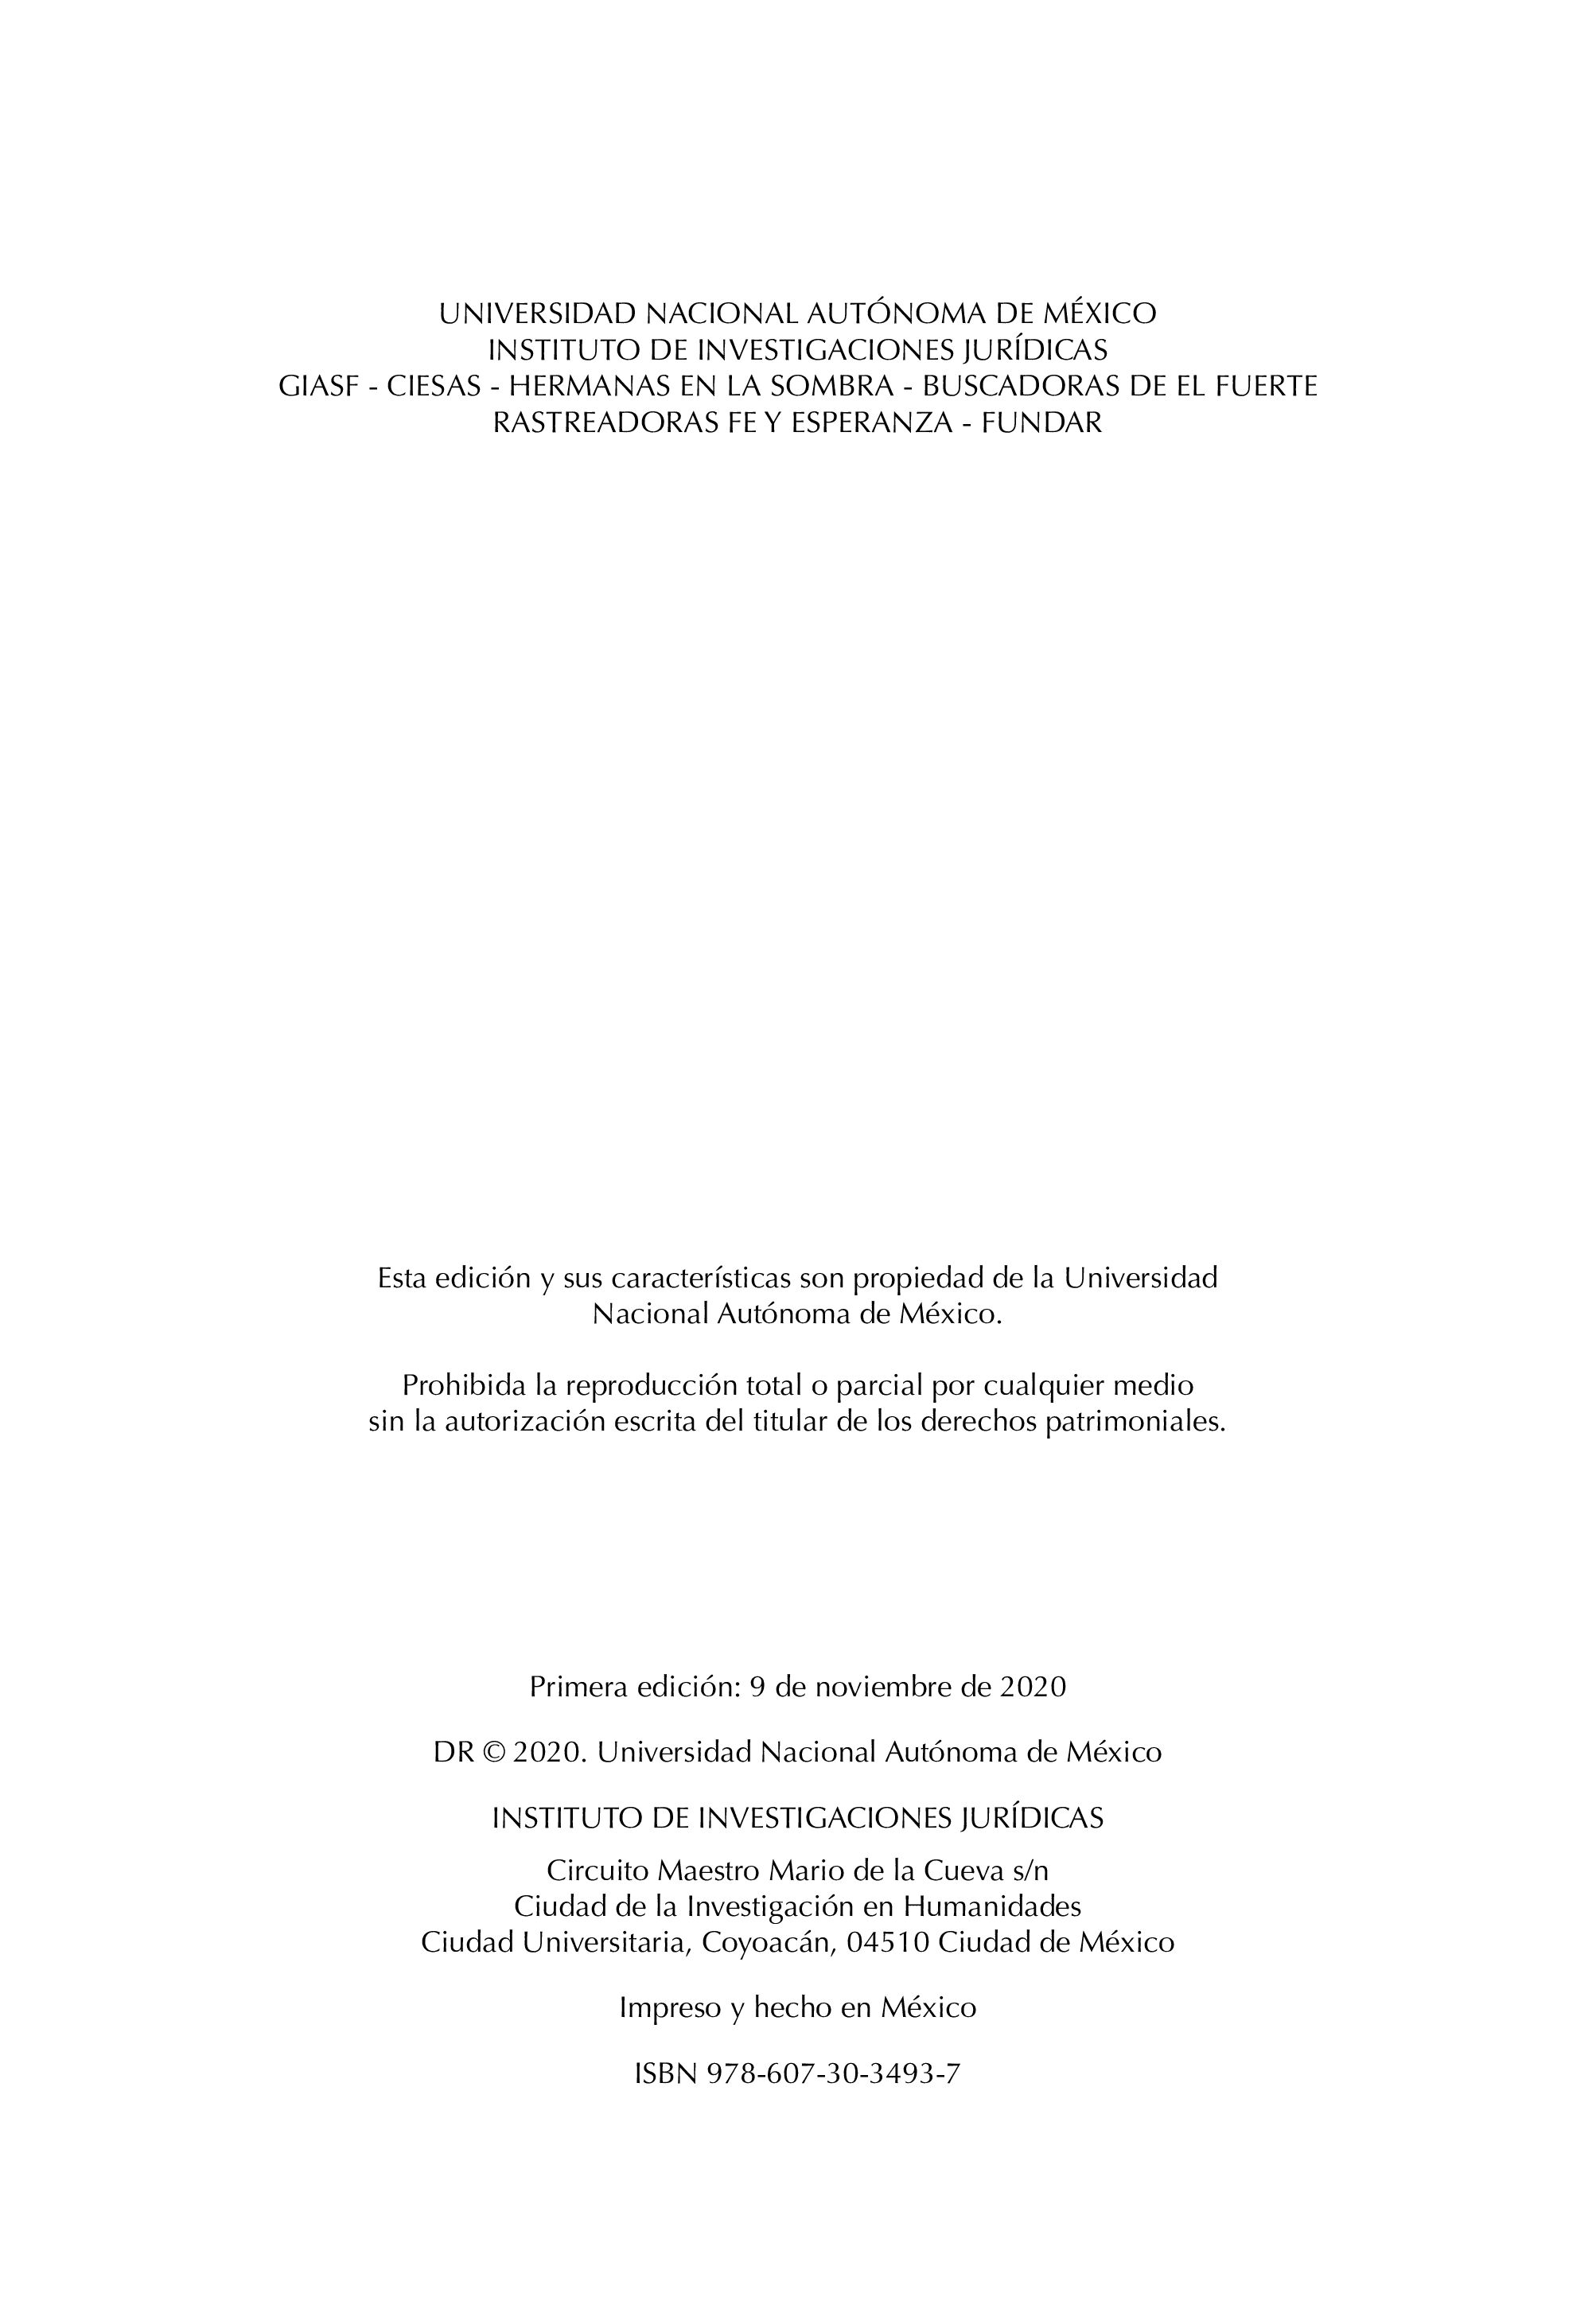 UNIVERSIDAD NACIONAL AUTÓNOMA DE MÉXICO
INSTITUTO DE INVESTIGACIONES JURÍDICAS
GIASF - CIESAS - HERMANAS EN LA SOMBRA - BUSCADORAS DE EL FUERTE
RASTREADORAS FE Y ESPERANZA - FUNDAR
Esta edición y sus características son propiedad de la Universidad
Nacional Autónoma de México.
Prohibida la reproducción total o parcial por cualquier medio
sin la autorización escrita del titular de los derechos patrimoniales.
Primera edición: 9 de noviembre de 2020
DR © 2020. Universidad Nacional Autónoma de México
INSTITUTO DE INVESTIGACIONES JURÍDICAS
Circuito Maestro Mario de la Cueva s/n
Ciudad de la Investigación en Humanidades
Ciudad Universitaria, Coyoacán, 04510 Ciudad de México
Impreso y hecho en México
ISBN 978-607-30-3493-7